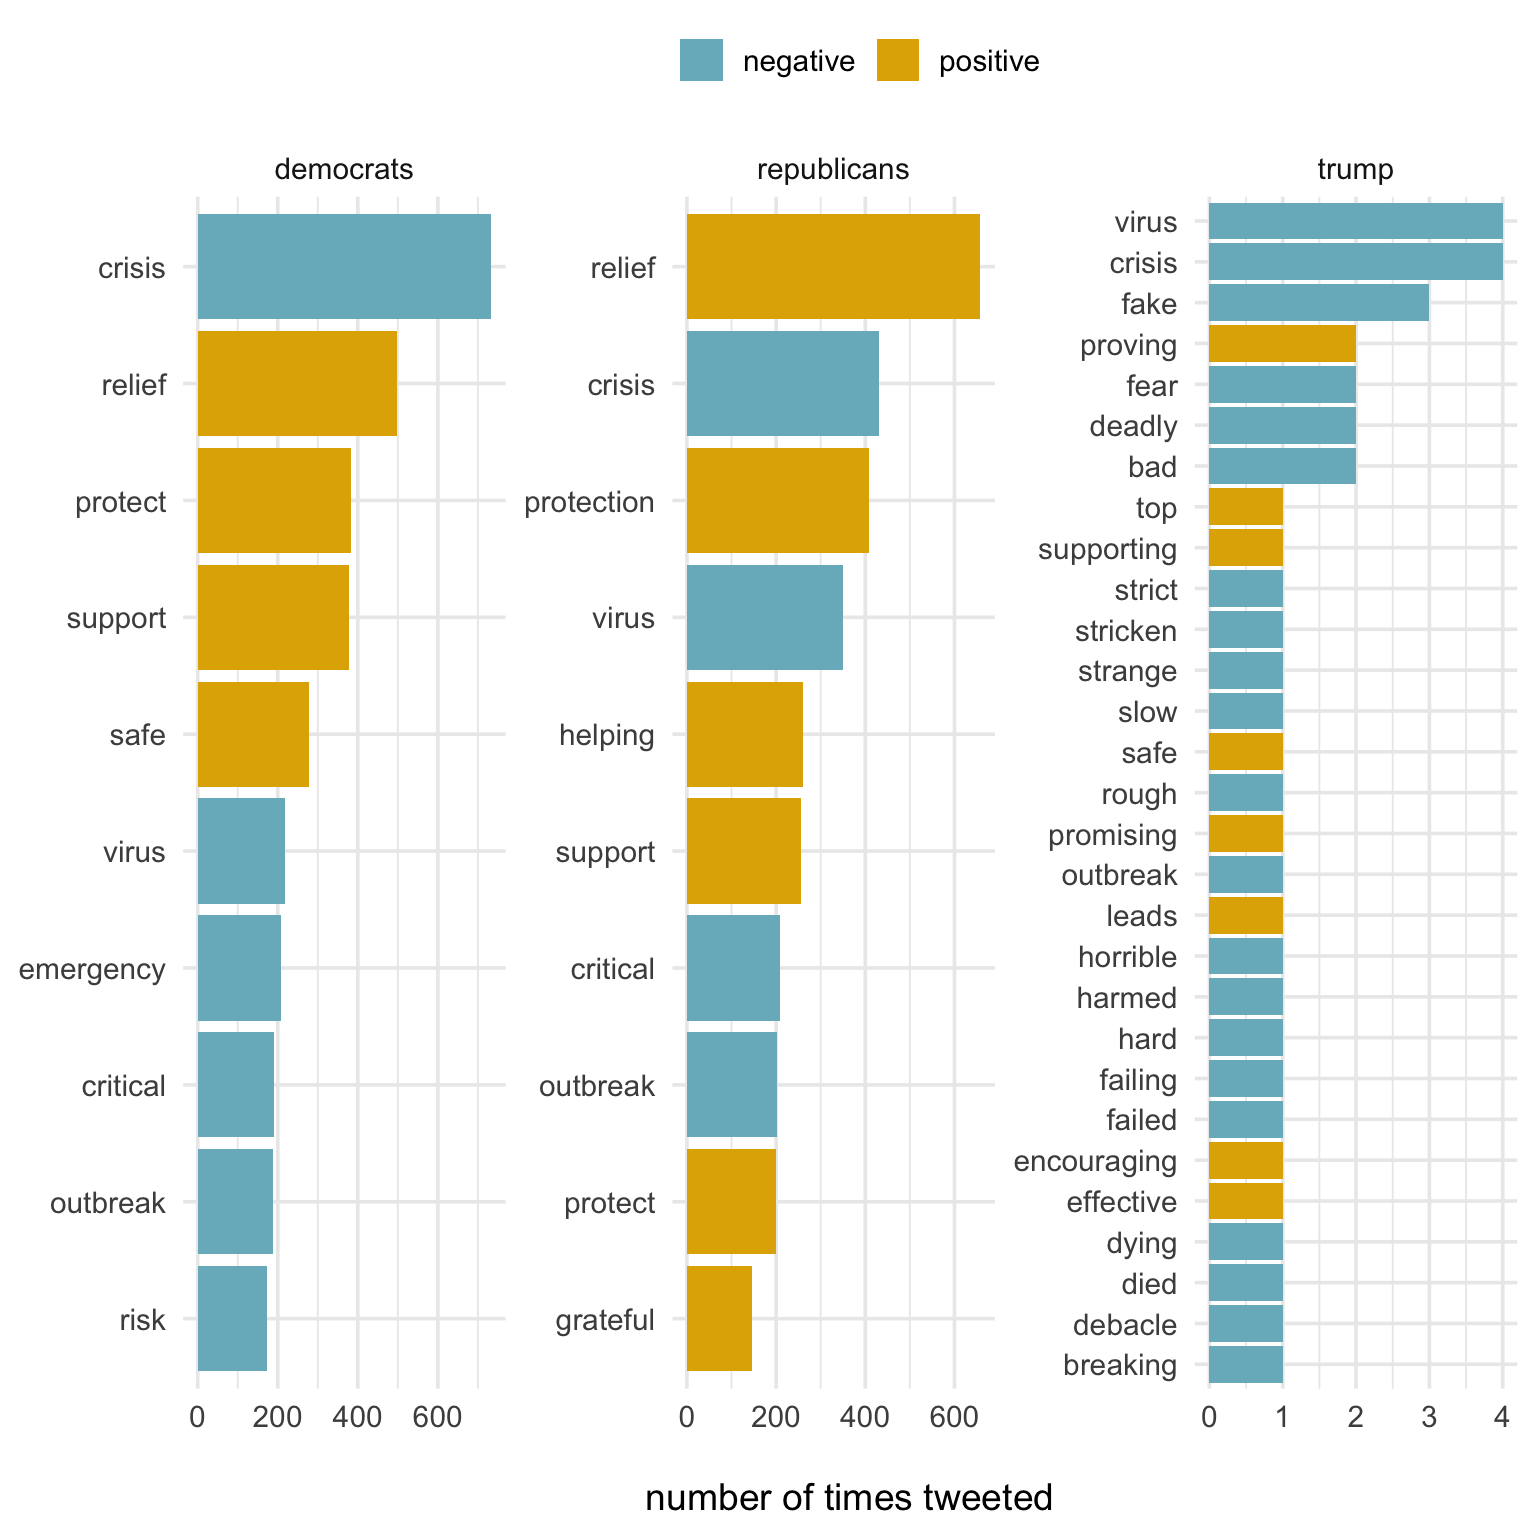 negative positive
democrats
crisis
relief
protect
support
safe
virus
emergency
critical
outbreak
risk
0 200 400 600
republicans
relief
crisis
protection
virus
helping
support
critical
outbreak
protect
grateful
0 200 400 600
trump
virus
crisis
fake
proving
fear
deadly
bad
top
supporting
strict
stricken
strange
slow
safe
rough
promising
outbreak
leads
horrible
harmed
hard
failing
failed
encouraging
effective
dying
died
debacle
breaking
0 1 2 3 4
number of times tweeted